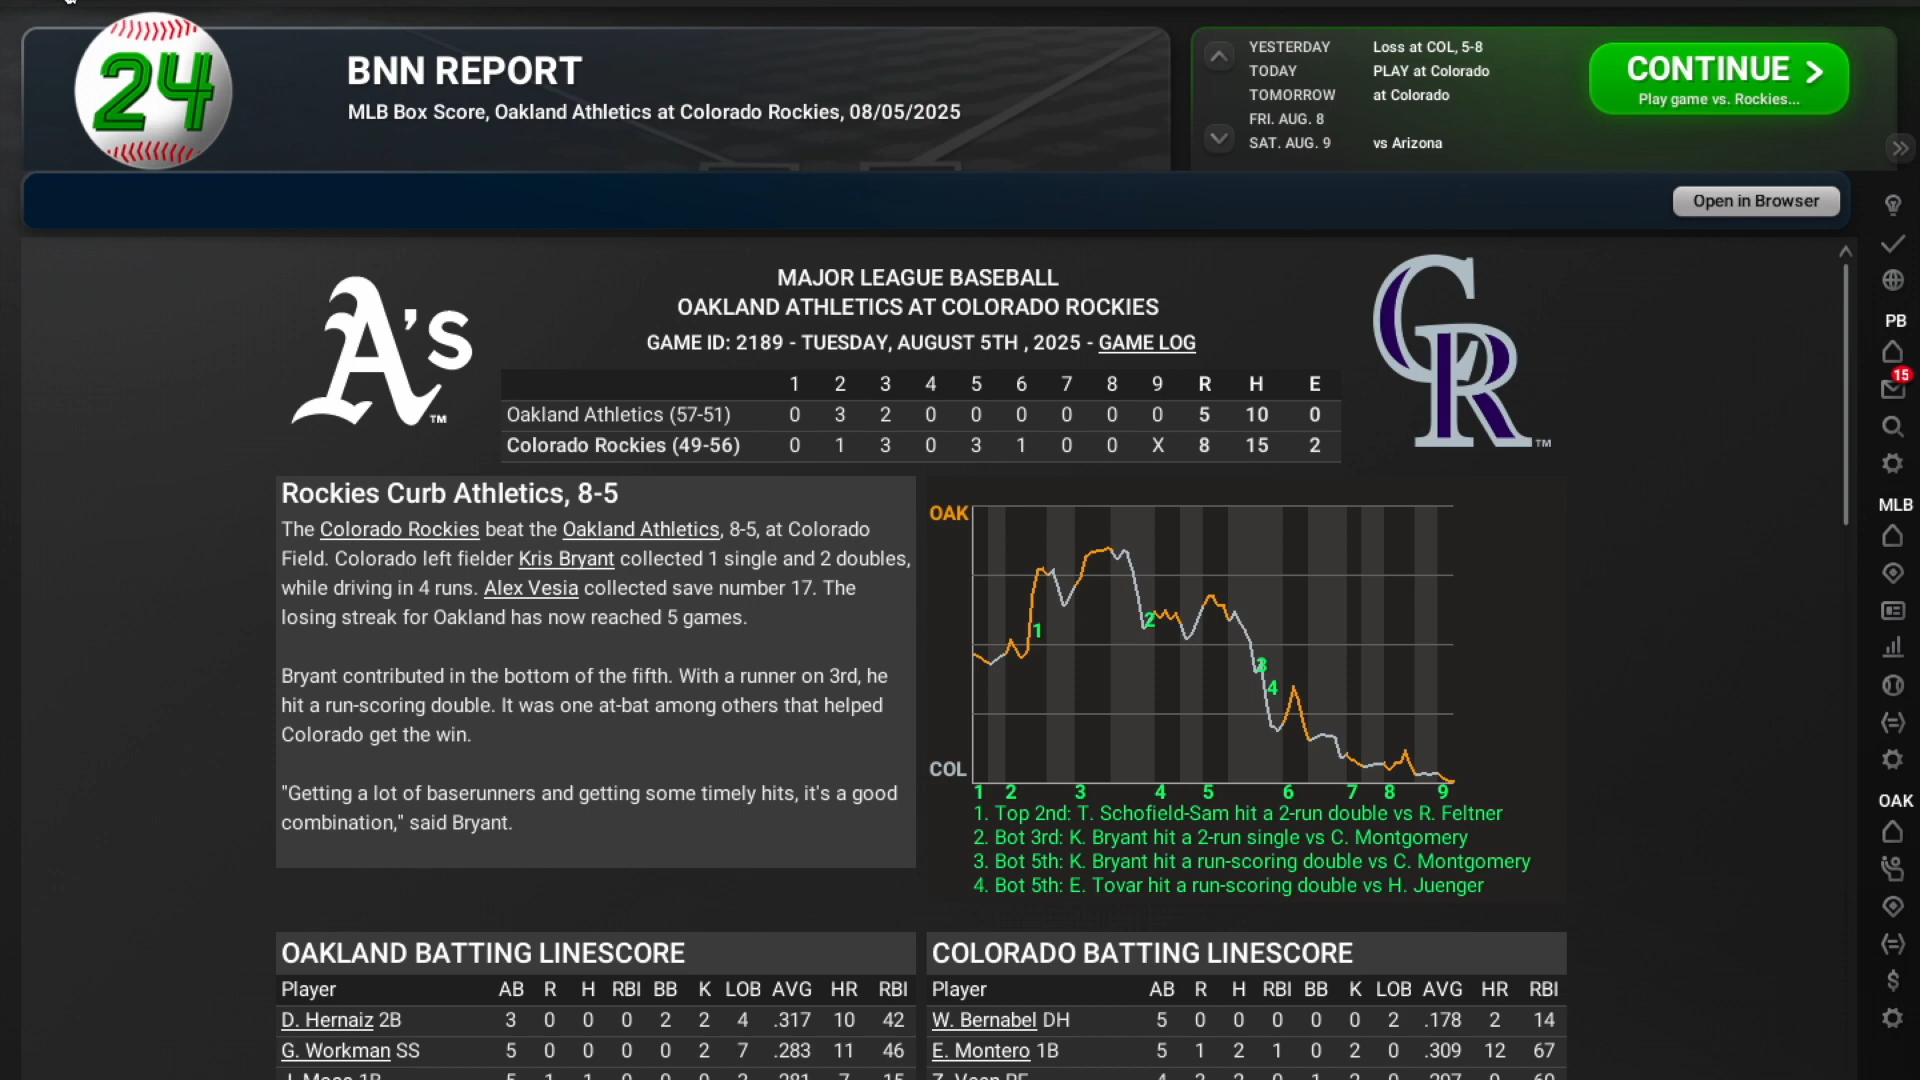 24
BNN REPORT
MLB Box Score, Oakland Athletics at Colorado Rockies, 08/05/2025
YESTERDAY Loss at COL, 5-8
TODAY PLAY at Colorado
TOMORROW at Colorado
FRI. AUG. 8
SAT. AUG. 9 vs Arizona
CONTINUE
Play game vs. Rockies...
Open in Browser
A's™
MAJOR LEAGUE BASEBALL
OAKLAND ATHLETICS AT COLORADO ROCKIES
GAME ID: 2189 - TUESDAY, AUGUST 5TH , 2025 - GAME LOG
CR™
1 2 3 4 5 6 7 8 9 R H E
Oakland Athletics (57-51) 0 3 2 0 0 0 0 0 0 5 10 0
Colorado Rockies (49-56) 0 1 3 0 3 1 0 0 X 8 15 2
Rockies Curb Athletics, 8-5
The Colorado Rockies beat the Oakland Athletics, 8-5, at Colorado
Field. Colorado left fielder Kris Bryant collected 1 single and 2 doubles,
while driving in 4 runs. Alex Vesia collected save number 17. The
losing streak for Oakland has now reached 5 games.
Bryant contributed in the bottom of the fifth. With a runner on 3rd, he
hit a run-scoring double. It was one at-bat among others that helped
Colorado get the win.
"Getting a lot of baserunners and getting some timely hits, it's a good
combination," said Bryant.
OAK
1
2
3
4
COL
1 2 3 4 5 6 7 8 9
1. Top 2nd: T. Schofield-Sam hit a 2-run double vs R. Feltner
2. Bot 3rd: K. Bryant hit a 2-run single vs C. Montgomery
3. Bot 5th: K. Bryant hit a run-scoring double vs C. Montgomery
4. Bot 5th: E. Tovar hit a run-scoring double vs H. Juenger
OAKLAND BATTING LINESCORE
Player AB R H RBI BB K LOB AVG HR RBI
D. Hernaiz 2B 3 0 0 0 2 2 4 .317 10 42
G. Workman SS 5 0 0 0 0 2 7 .283 11 46
COLORADO BATTING LINESCORE
Player AB R H RBI BB K LOB AVG HR RBI
W. Bernabel DH 5 0 0 0 0 0 2 .178 2 14
E. Montero 1B 5 1 2 1 0 2 0 .309 12 67
PB
15
MLB
OAK